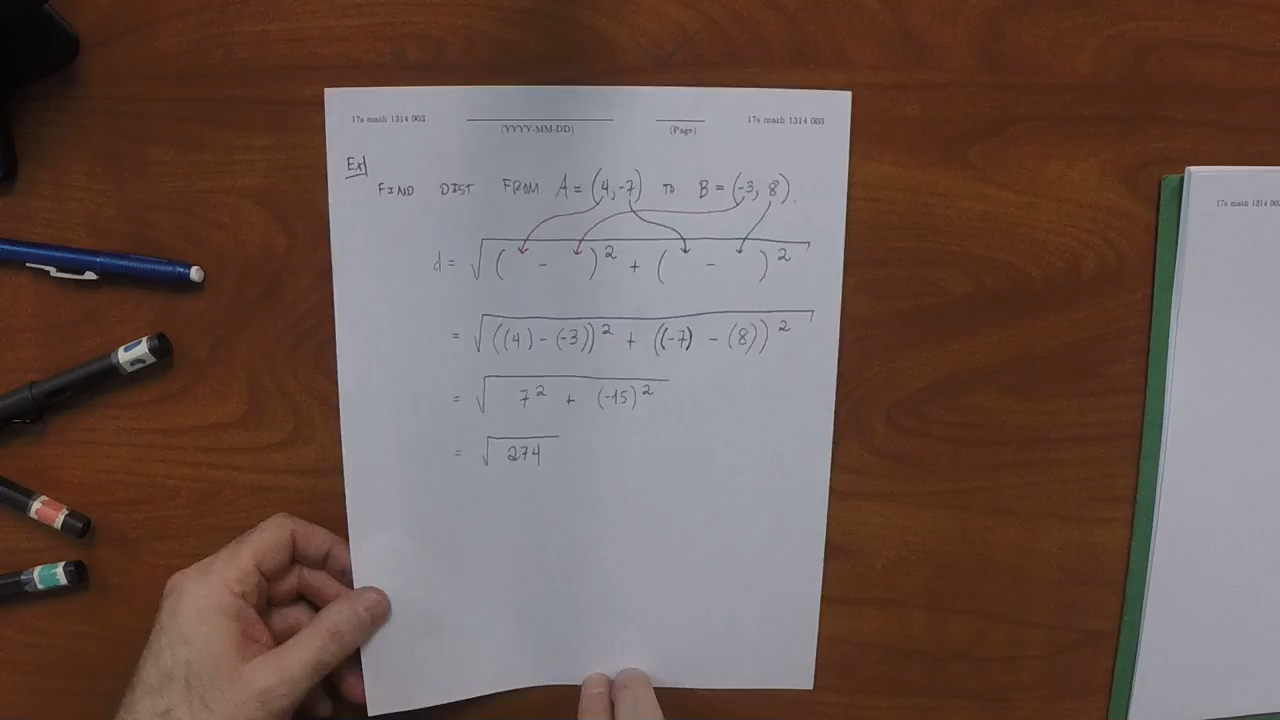 17s math 1314 003 (YYYY-MM-DD) (Page) 17s math 1314 003
Ex)
FIND DIST FROM A = (4, -7) TO B = (-3, 8).
d = √( - )² + ( - )²
= √((4) - (-3))² + ((-7) - (8))²
= √7² + (-15)²
= √274
17s math 1314 003